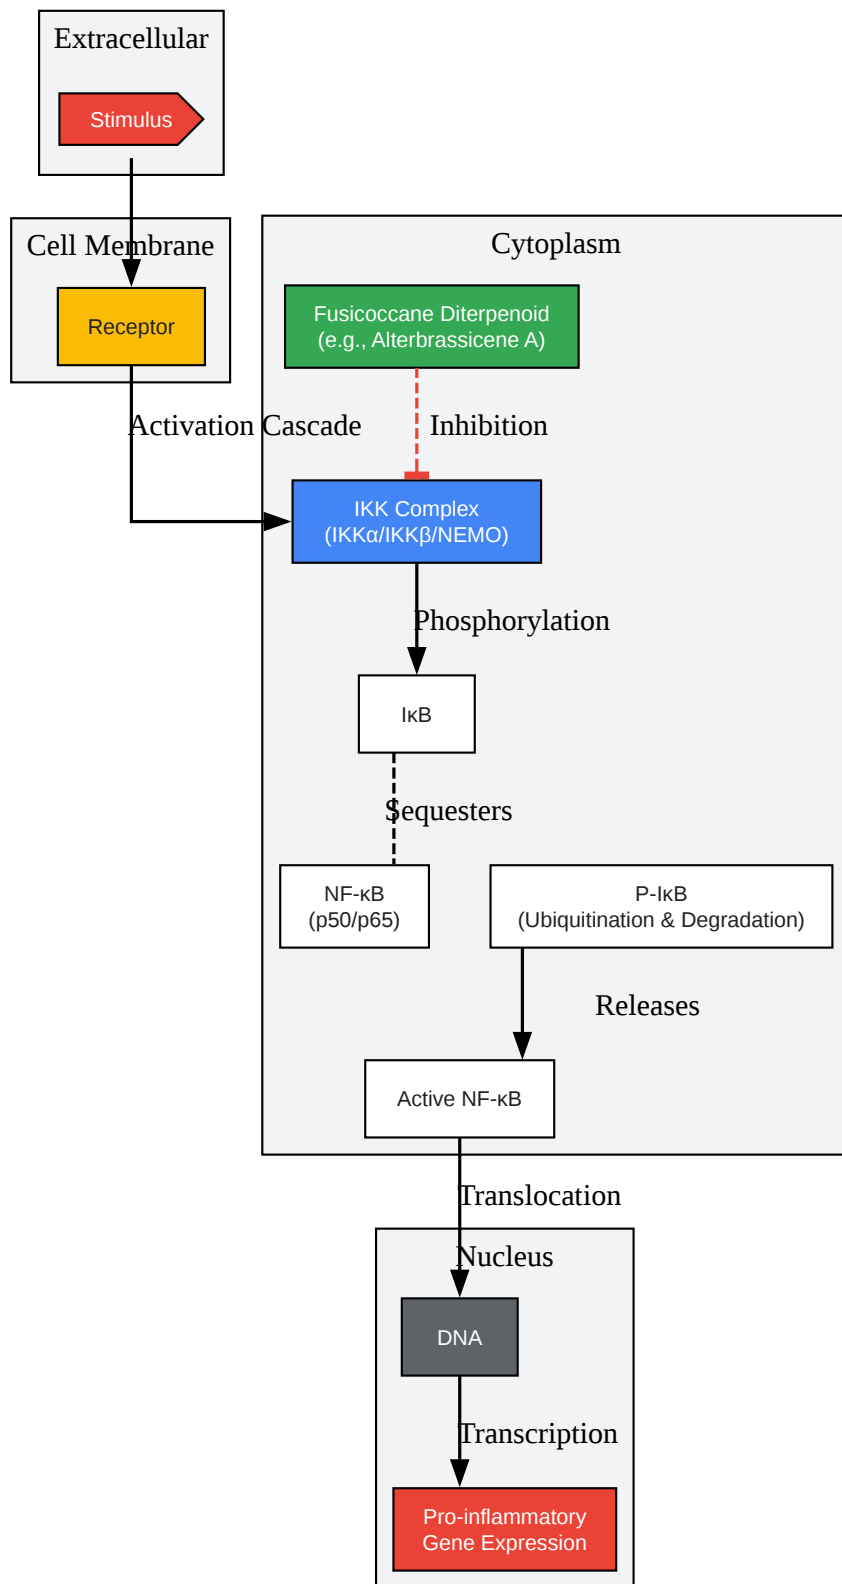 Extracellular
Stimulus
Cell Membrane
Receptor
Cytoplasm
Fusicoccane Diterpenoid
(e.g., Alterbrassicene A)
Activation Cascade
Inhibition
IKK Complex
(IKKα/IKKβ/NEMO)
Phosphorylation
IκB
Sequesters
NF-κB
(p50/p65)
P-IκB
(Ubiquitination & Degradation)
Releases
Active NF-κB
Translocation
Nucleus
DNA
Transcription
Pro-inflammatory
Gene Expression